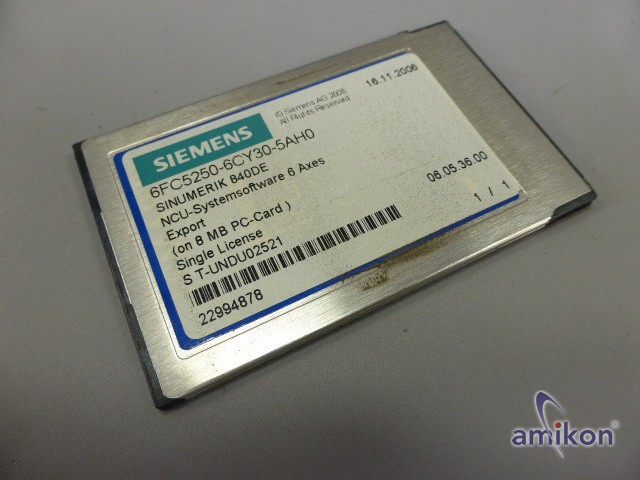 SIEMENS
© Siemens AG 2006
All Rights Reserved
16.11.2006
6FC5250-6CY30-5AH0
SINUMERIK 840DE
NCU-Systemsoftware 6 Axes
06.05.36.00
Export
(on 8 MB PC-Card )
1 / 1
Single License
S T-UNDU02521
22994878
amikon